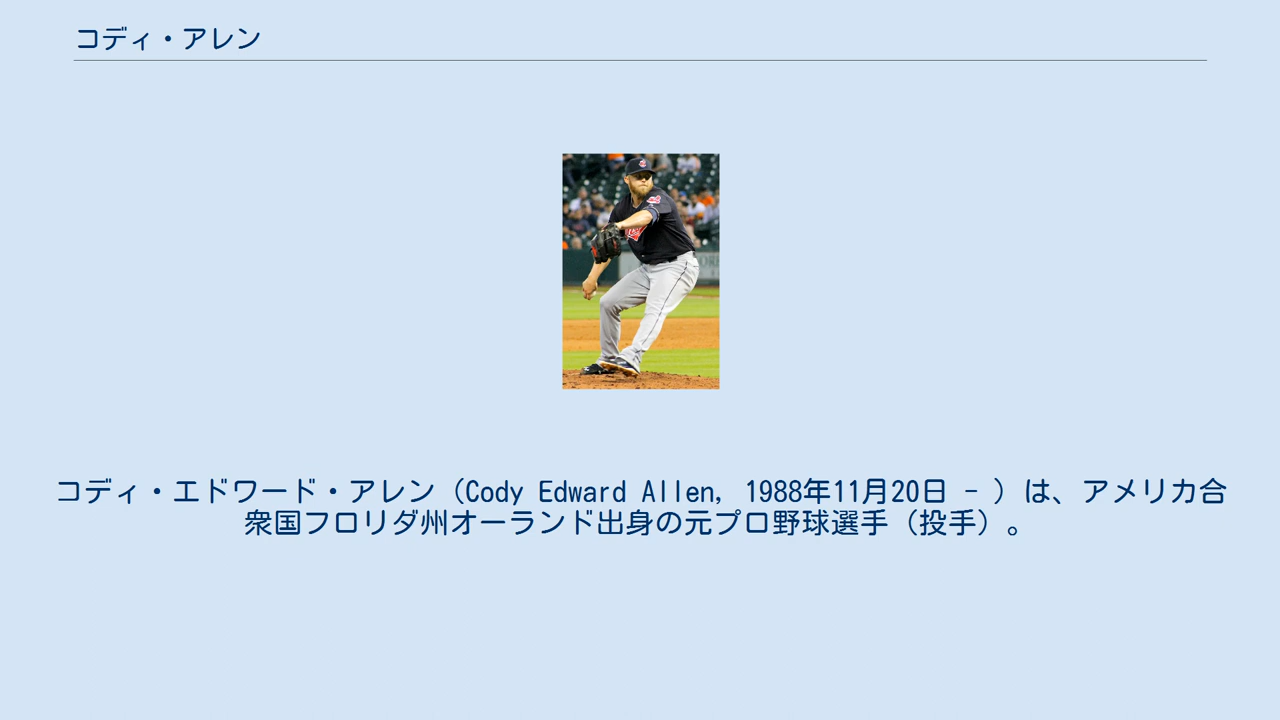 コディ・アレン
コディ・エドワード・アレン（Cody Edward Allen, 1988年11月20日 - ）は、アメリカ合
衆国フロリダ州オーランド出身の元プロ野球選手（投手）。